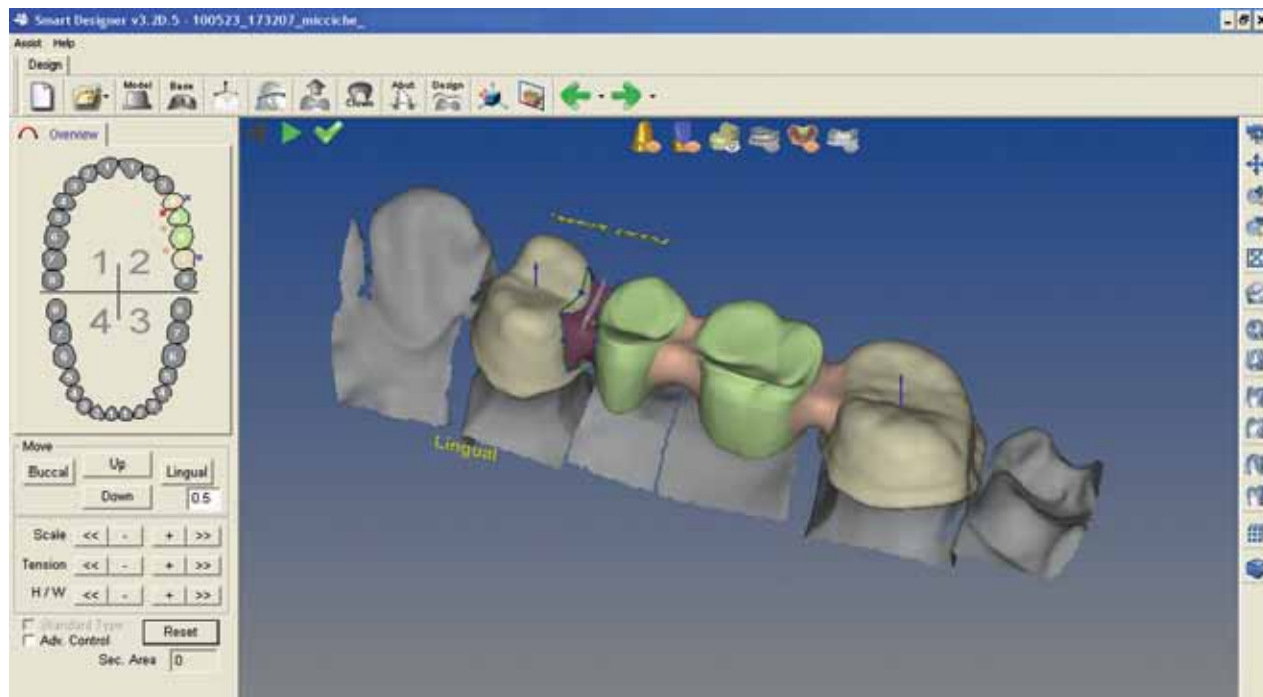 Smart Designer v3.2D.5 - 100523_173207_micciche_
Assist Help
Design
Model Base Abut. Design
Overview
1 2
4 3
Move
Buccal Up Lingual
Down 0.5
Scale << - + >>
Tension << - + >>
H / W << - + >>
Standard Type
Adv. Control Reset
Sec. Area 0
Lingual